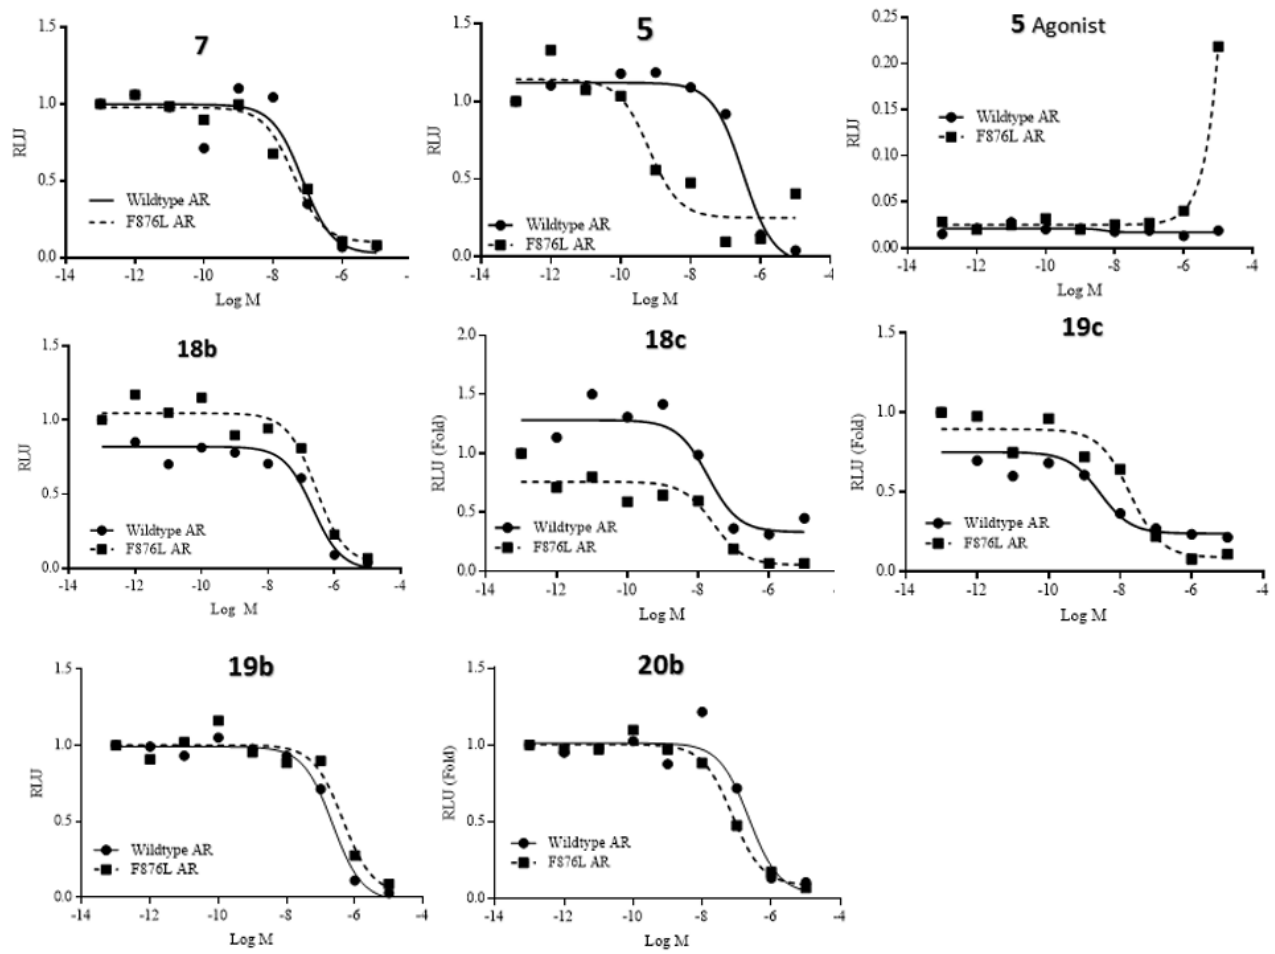 7
1.5
1.0
0.5
0.0
RLU
Wildtype AR
F876L AR
-14
-12
-10
-8
-6
-4
Log M
5
1.5
1.0
0.5
0.0
RLU
Wildtype AR
F876L AR
-14
-12
-10
-8
-6
-4
Log M
5 Agonist
0.25
0.20
0.15
0.10
0.05
0.00
RLU
Wildtype AR
F876L AR
-14
-12
-10
-8
-6
-4
Log M
18b
1.5
1.0
0.5
0.0
RLU
Wildtype AR
F876L AR
-14
-12
-10
-8
-6
-4
Log M
18c
2.0
1.5
1.0
0.5
0.0
RLU (Fold)
Wildtype AR
F876L AR
-14
-12
-10
-8
-6
Log M
19c
1.5
1.0
0.5
0.0
RLU (Fold)
Wildtype AR
F876L AR
-14
-12
-10
-8
-6
-4
Log M
19b
1.5
1.0
0.5
0.0
RLU
Wildtype AR
F876L AR
-14
-12
-10
-8
-6
-4
Log M
20b
1.5
1.0
0.5
0.0
RLU (Fold)
Wildtype AR
F876L AR
-14
-12
-10
-8
-6
-4
Log M